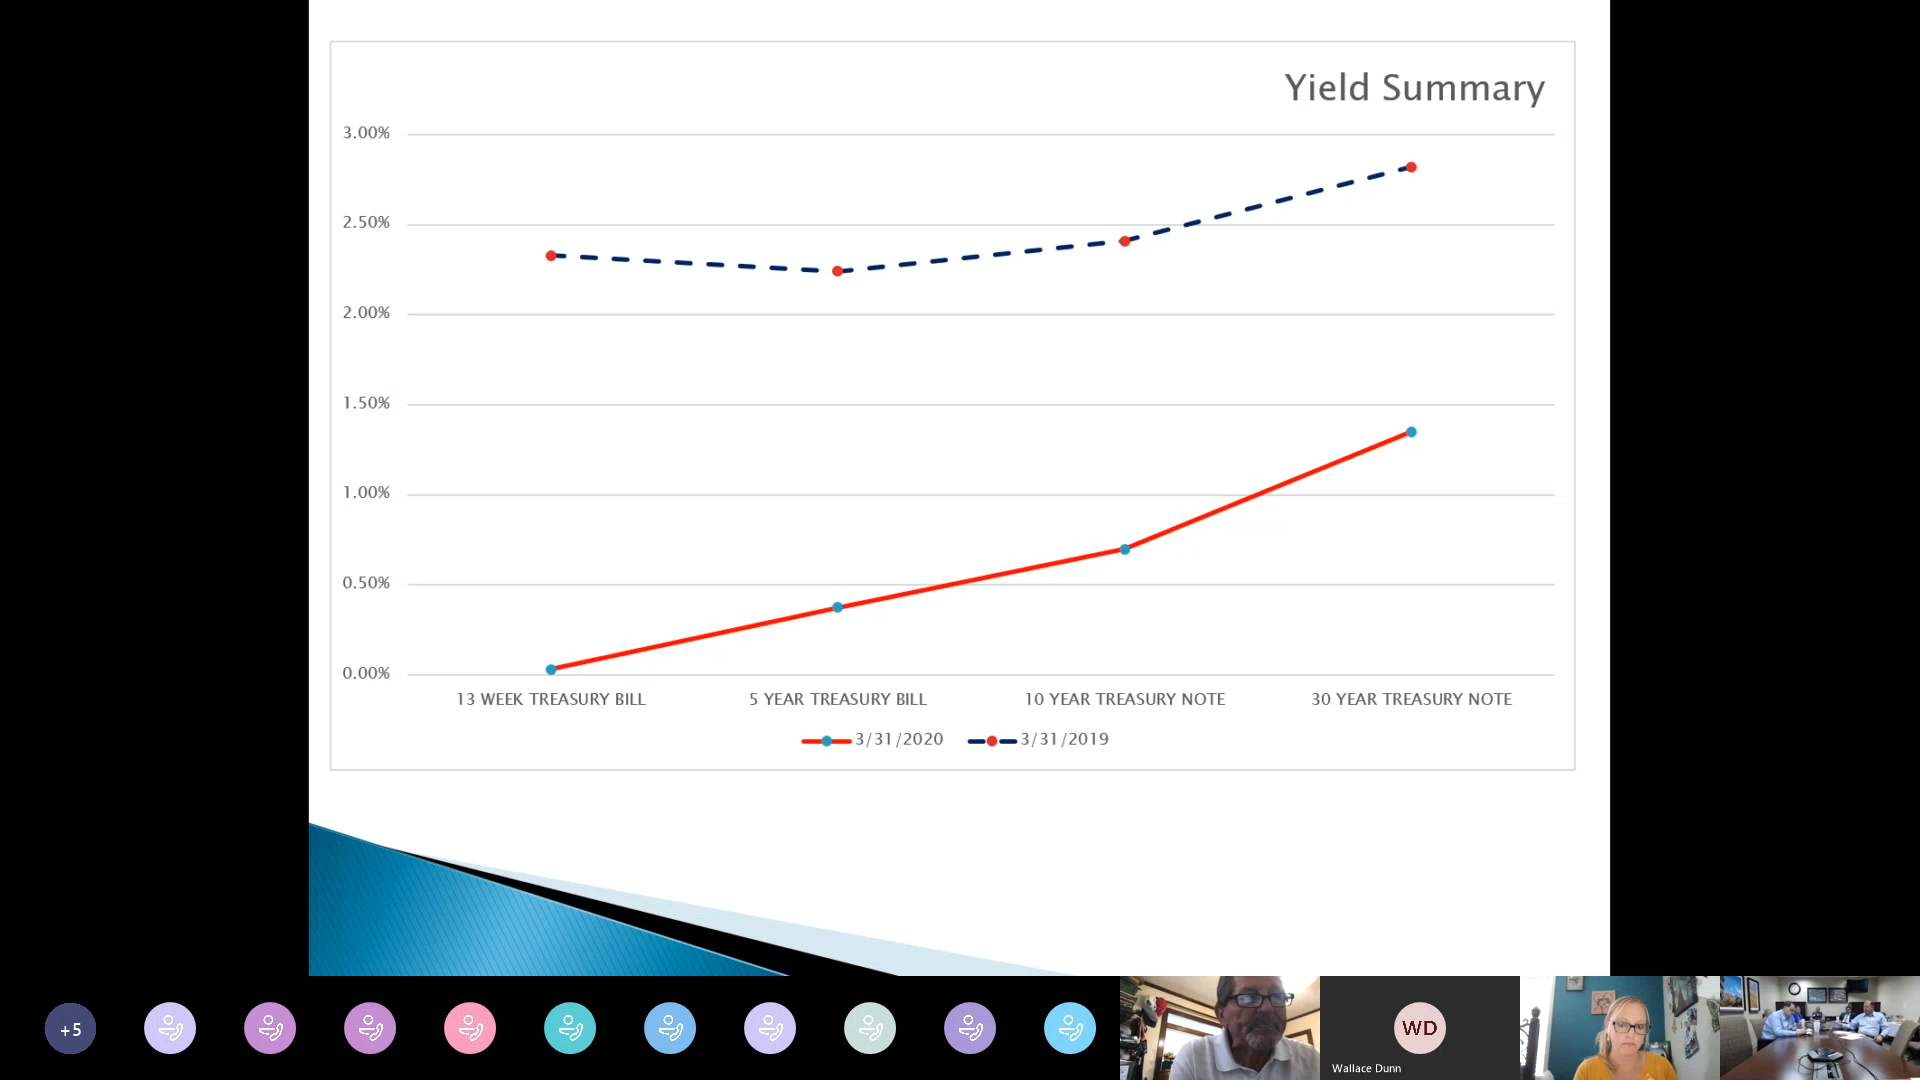 Yield Summary
3.00%
2.50%
2.00%
1.50%
1.00%
0.50%
0.00%
13 WEEK TREASURY BILL
5 YEAR TREASURY BILL
10 YEAR TREASURY NOTE
30 YEAR TREASURY NOTE
3/31/2020
3/31/2019
+5
WD
Wallace Dunn